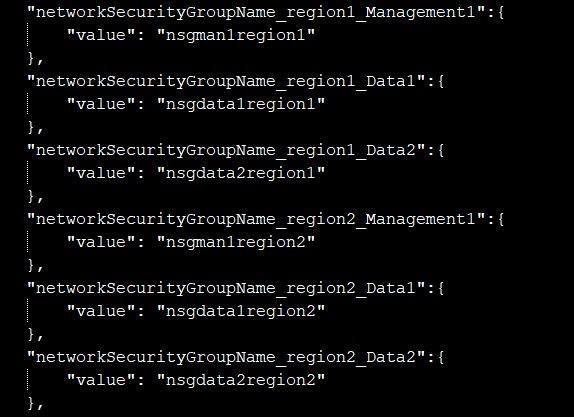 "networkSecurityGroupName_region1_Management1":{
"value": "nsgman1region1"
},
"networkSecurityGroupName_region1_Data1":{
"value": "nsgdata1region1"
},
"networkSecurityGroupName_region1_Data2":{
"value": "nsgdata2region1"
},
"networkSecurityGroupName_region2_Management1":{
"value": "nsgman1region2"
},
"networkSecurityGroupName_region2_Data1":{
"value": "nsgdata1region2"
},
"networkSecurityGroupName_region2_Data2":{
"value": "nsgdata2region2"
},